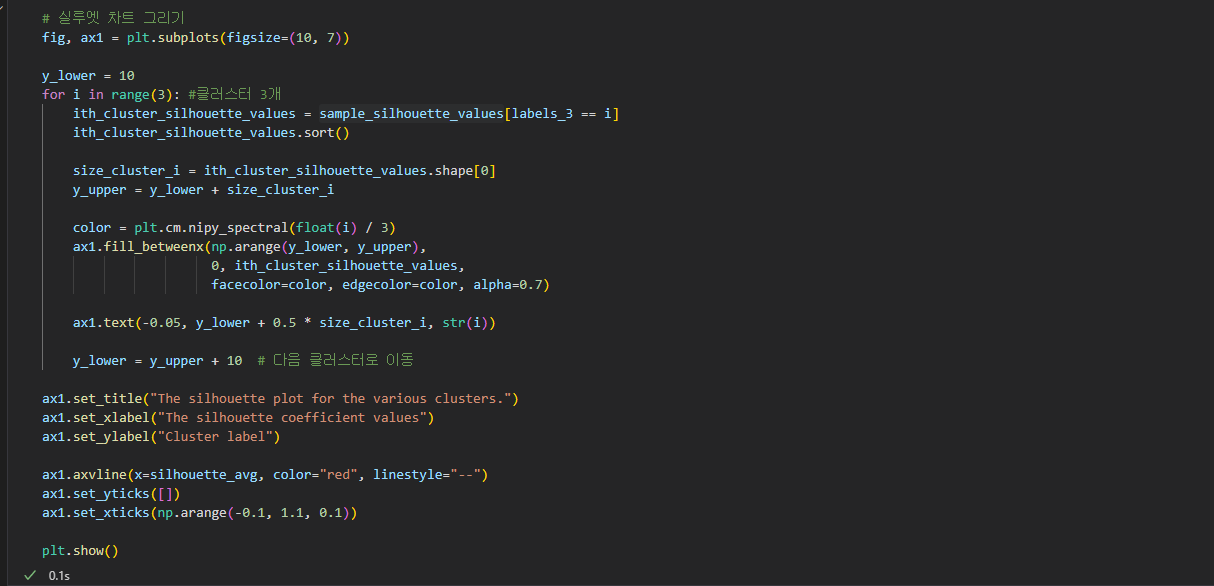 # 실루엣 차트 그리기
fig, ax1 = plt.subplots(figsize=(10, 7))
y_lower = 10
for i in range(3): #클러스터 3개
ith_cluster_silhouette_values = sample_silhouette_values[labels_3 == i]
ith_cluster_silhouette_values.sort()
size_cluster_i = ith_cluster_silhouette_values.shape[0]
y_upper = y_lower + size_cluster_i
color = plt.cm.nipy_spectral(float(i) / 3)
ax1.fill_betweenx(np.arange(y_lower, y_upper),
0, ith_cluster_silhouette_values,
facecolor=color, edgecolor=color, alpha=0.7)
ax1.text(-0.05, y_lower + 0.5 * size_cluster_i, str(i))
y_lower = y_upper + 10  # 다음 클러스터로 이동
ax1.set_title("The silhouette plot for the various clusters.")
ax1.set_xlabel("The silhouette coefficient values")
ax1.set_ylabel("Cluster label")
ax1.axvline(x=silhouette_avg, color="red", linestyle="--")
ax1.set_yticks([])
ax1.set_xticks(np.arange(-0.1, 1.1, 0.1))
plt.show()
0.1s